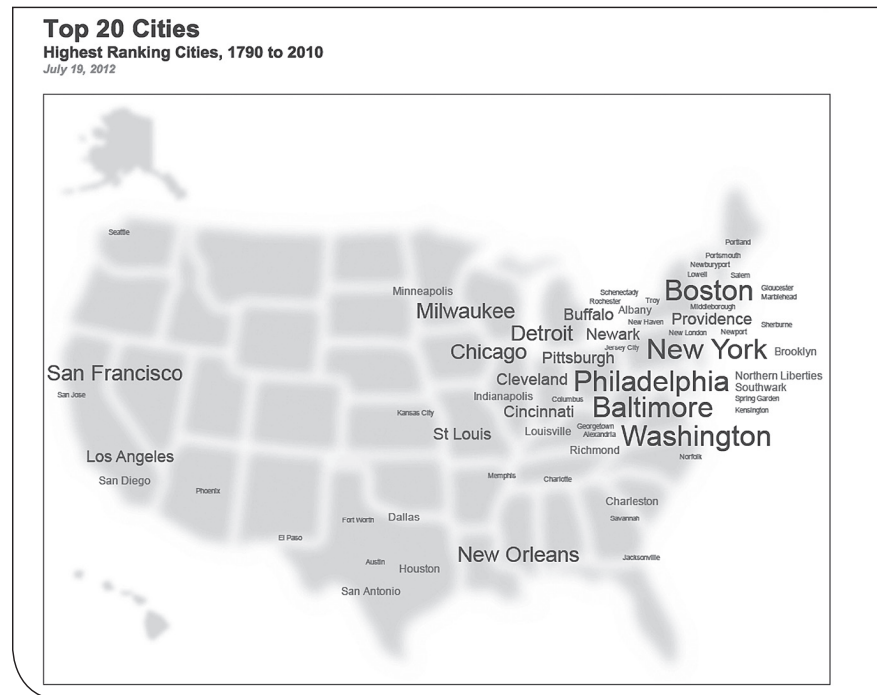 Top 20 Cities
Highest Ranking Cities, 1790 to 2010
July 19, 2012
Seattle
Portland
Portsmouth
Newburyport
Lowell
Salem
Minneapolis
Schenectady
Boston
Gloucester
Marblehead
Rochester
Troy
Milwaukee
Buffalo
Albany
Middleborough
Providence
Sherburne
New Haven
Detroit
Newark
New London
Newport
Chicago
Pittsburgh
Jersey City
New York
Brooklyn
San Francisco
Cleveland
Philadelphia
Northern Liberties
Southwark
San Jose
Indianapolis
Columbus
Spring Garden
Kansas City
Cincinnati
Baltimore
Kensington
St Louis
Louisville
Georgetown
Alexandria
Washington
Los Angeles
Richmond
Norfolk
San Diego
Memphis
Charlotte
Phoenix
Charleston
Fort Worth
Dallas
Savannah
El Paso
New Orleans
Jacksonville
Austin
Houston
San Antonio